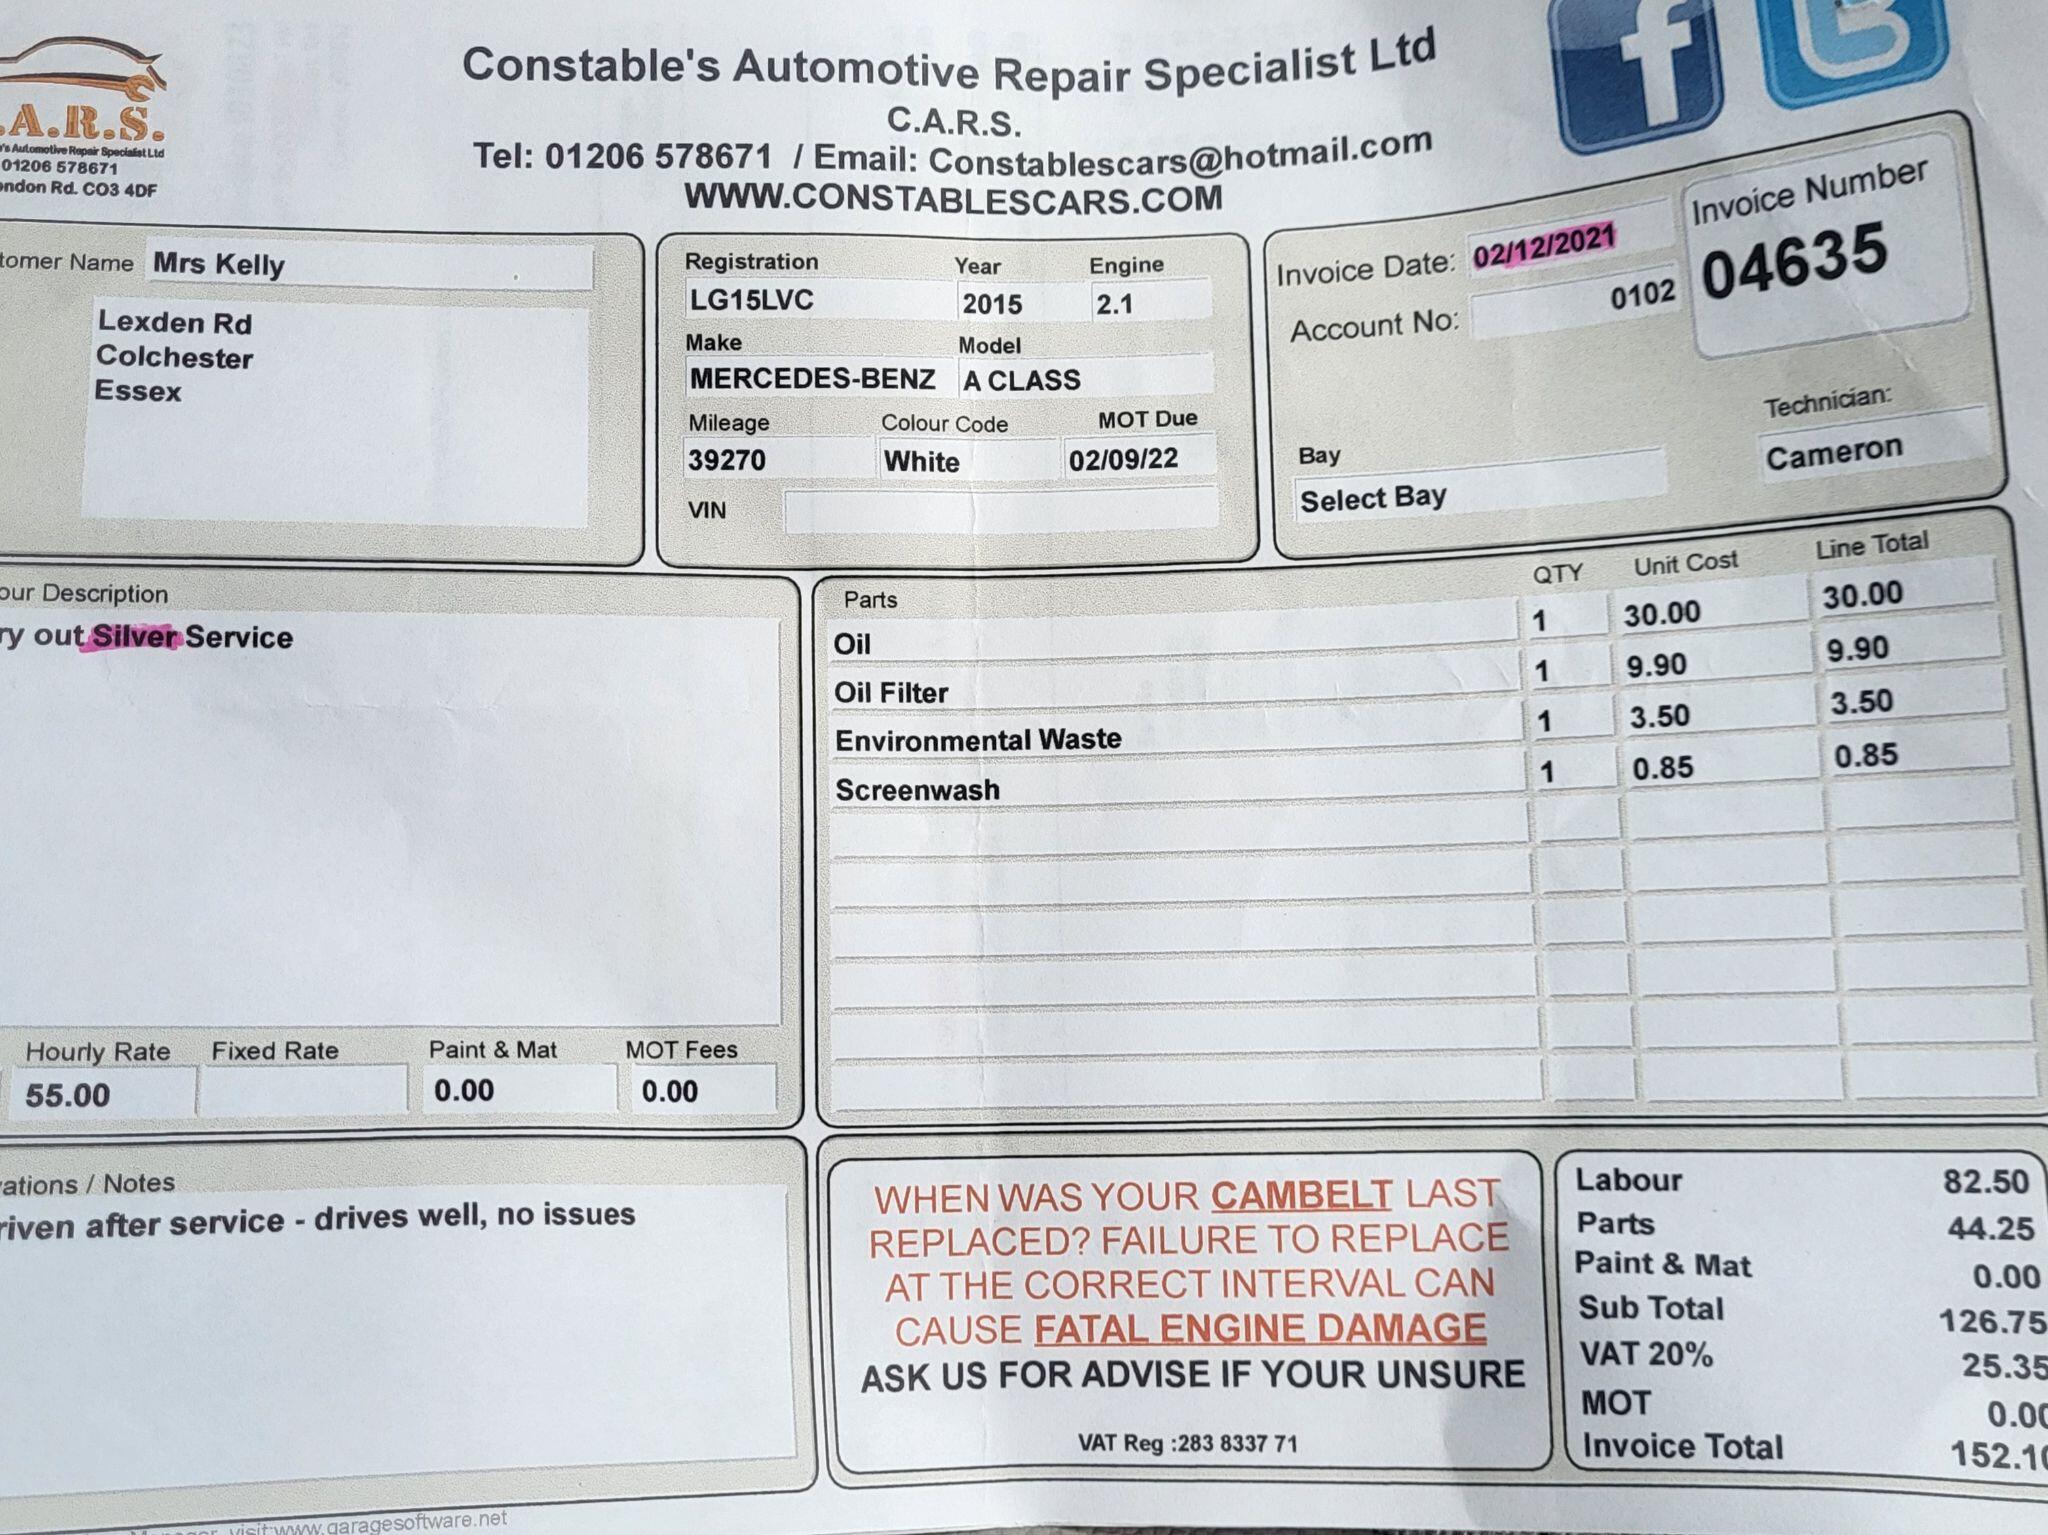 Constable's Automotive Repair Specialist Ltd
C.A.R.S.
Tel: 01206 578671 / Email: Constablescars@hotmail.com
WWW.CONSTABLESCARS.COM
.A.R.S.
's Automotive Repair Specialist Ltd
01206 578671
ondon Rd. CO3 4DF
f
tomer Name Mrs Kelly
Lexden Rd
Colchester
Essex
Registration Year Engine
LG15LVC 2015 2.1
Make Model
MERCEDES-BENZ A CLASS
Mileage Colour Code MOT Due
39270 White 02/09/22
VIN
Invoice Date: 02/12/2021
Account No: 0102
Invoice Number
04635
Bay
Select Bay
Technician:
Cameron
our Description
ry out Silver Service
Parts QTY Unit Cost Line Total
Oil 1 30.00 30.00
Oil Filter 1 9.90 9.90
Environmental Waste 1 3.50 3.50
Screenwash 1 0.85 0.85
Hourly Rate Fixed Rate Paint & Mat MOT Fees
55.00 0.00 0.00
ations / Notes
riven after service - drives well, no issues
WHEN WAS YOUR CAMBELT LAST
REPLACED? FAILURE TO REPLACE
AT THE CORRECT INTERVAL CAN
CAUSE FATAL ENGINE DAMAGE
ASK US FOR ADVISE IF YOUR UNSURE
VAT Reg :283 8337 71
Labour 82.50
Parts 44.25
Paint & Mat 0.00
Sub Total 126.75
VAT 20% 25.35
MOT 0.00
Invoice Total 152.10
visit:www.garagesoftware.net